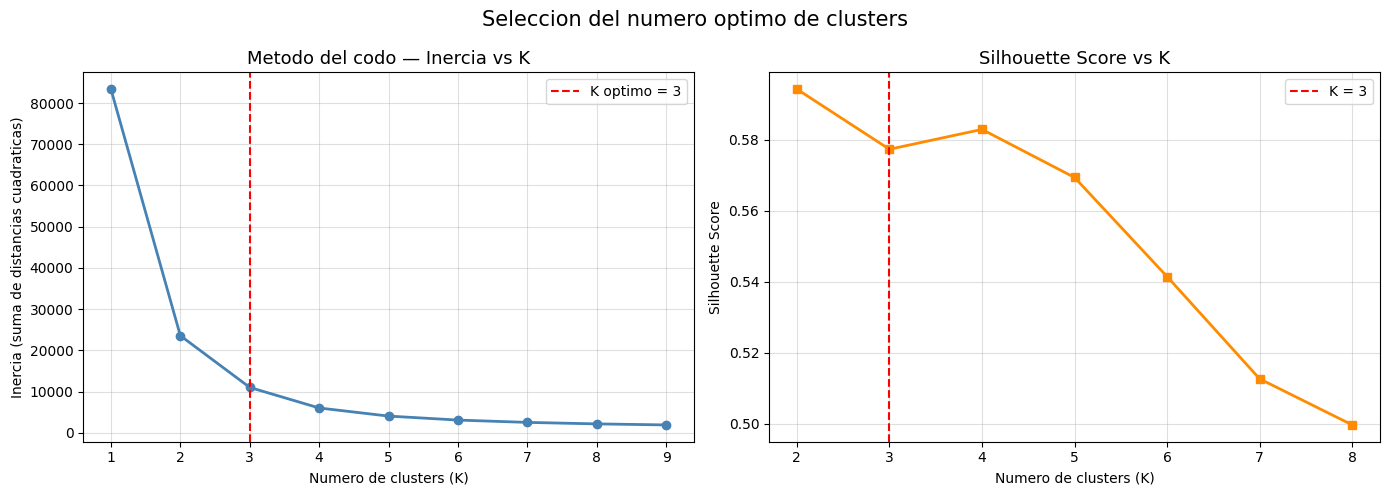 Seleccion del numero optimo de clusters
Metodo del codo — Inercia vs K
K optimo = 3
Inercia (suma de distancias cuadraticas)
80000
70000
60000
50000
40000
30000
20000
10000
0
1 2 3 4 5 6 7 8 9
Numero de clusters (K)
Silhouette Score vs K
K = 3
Silhouette Score
0.58
0.56
0.54
0.52
0.50
2 3 4 5 6 7 8
Numero de clusters (K)